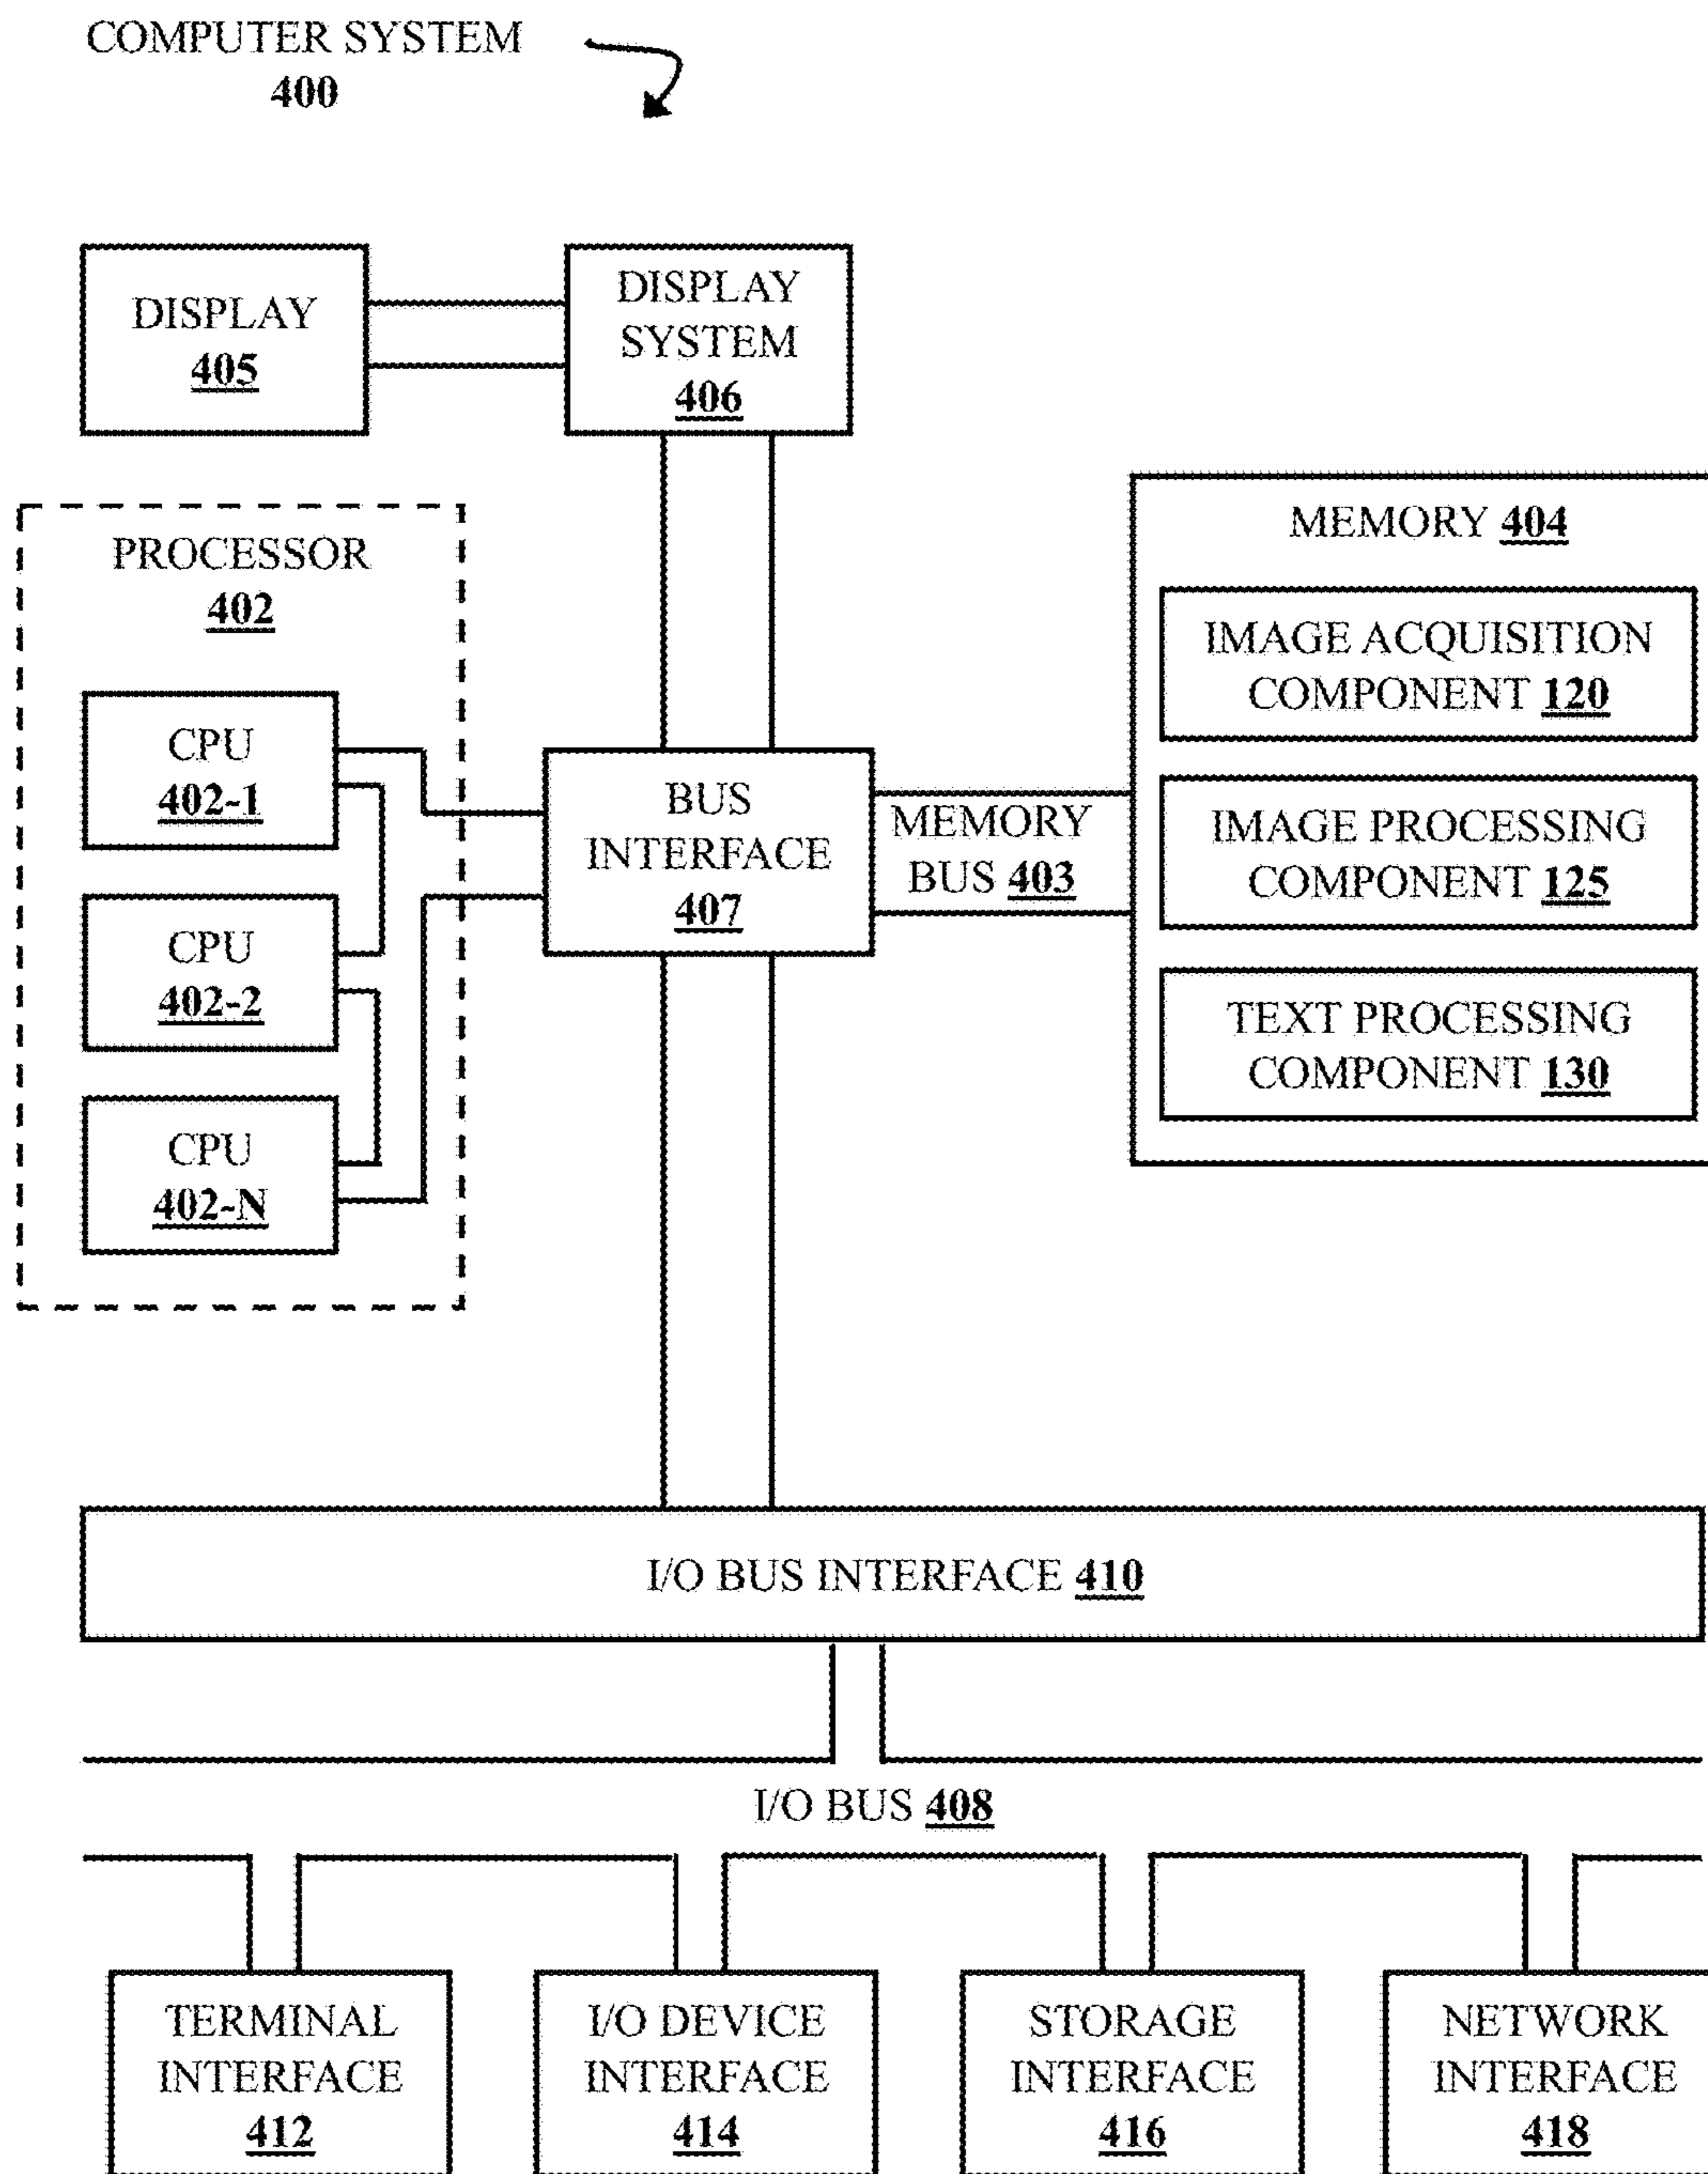 COMPUTER SYSTEM
400
DISPLAY
405
DISPLAY
SYSTEM
406
PROCESSOR
402
CPU
402-1
CPU
402-2
CPU
402-N
BUS
INTERFACE
407
MEMORY
BUS 403
MEMORY 404
IMAGE ACQUISITION
COMPONENT 120
IMAGE PROCESSING
COMPONENT 125
TEXT PROCESSING
COMPONENT 130
I/O BUS INTERFACE 410
I/O BUS 408
TERMINAL
INTERFACE
412
I/O DEVICE
INTERFACE
414
STORAGE
INTERFACE
416
NETWORK
INTERFACE
418